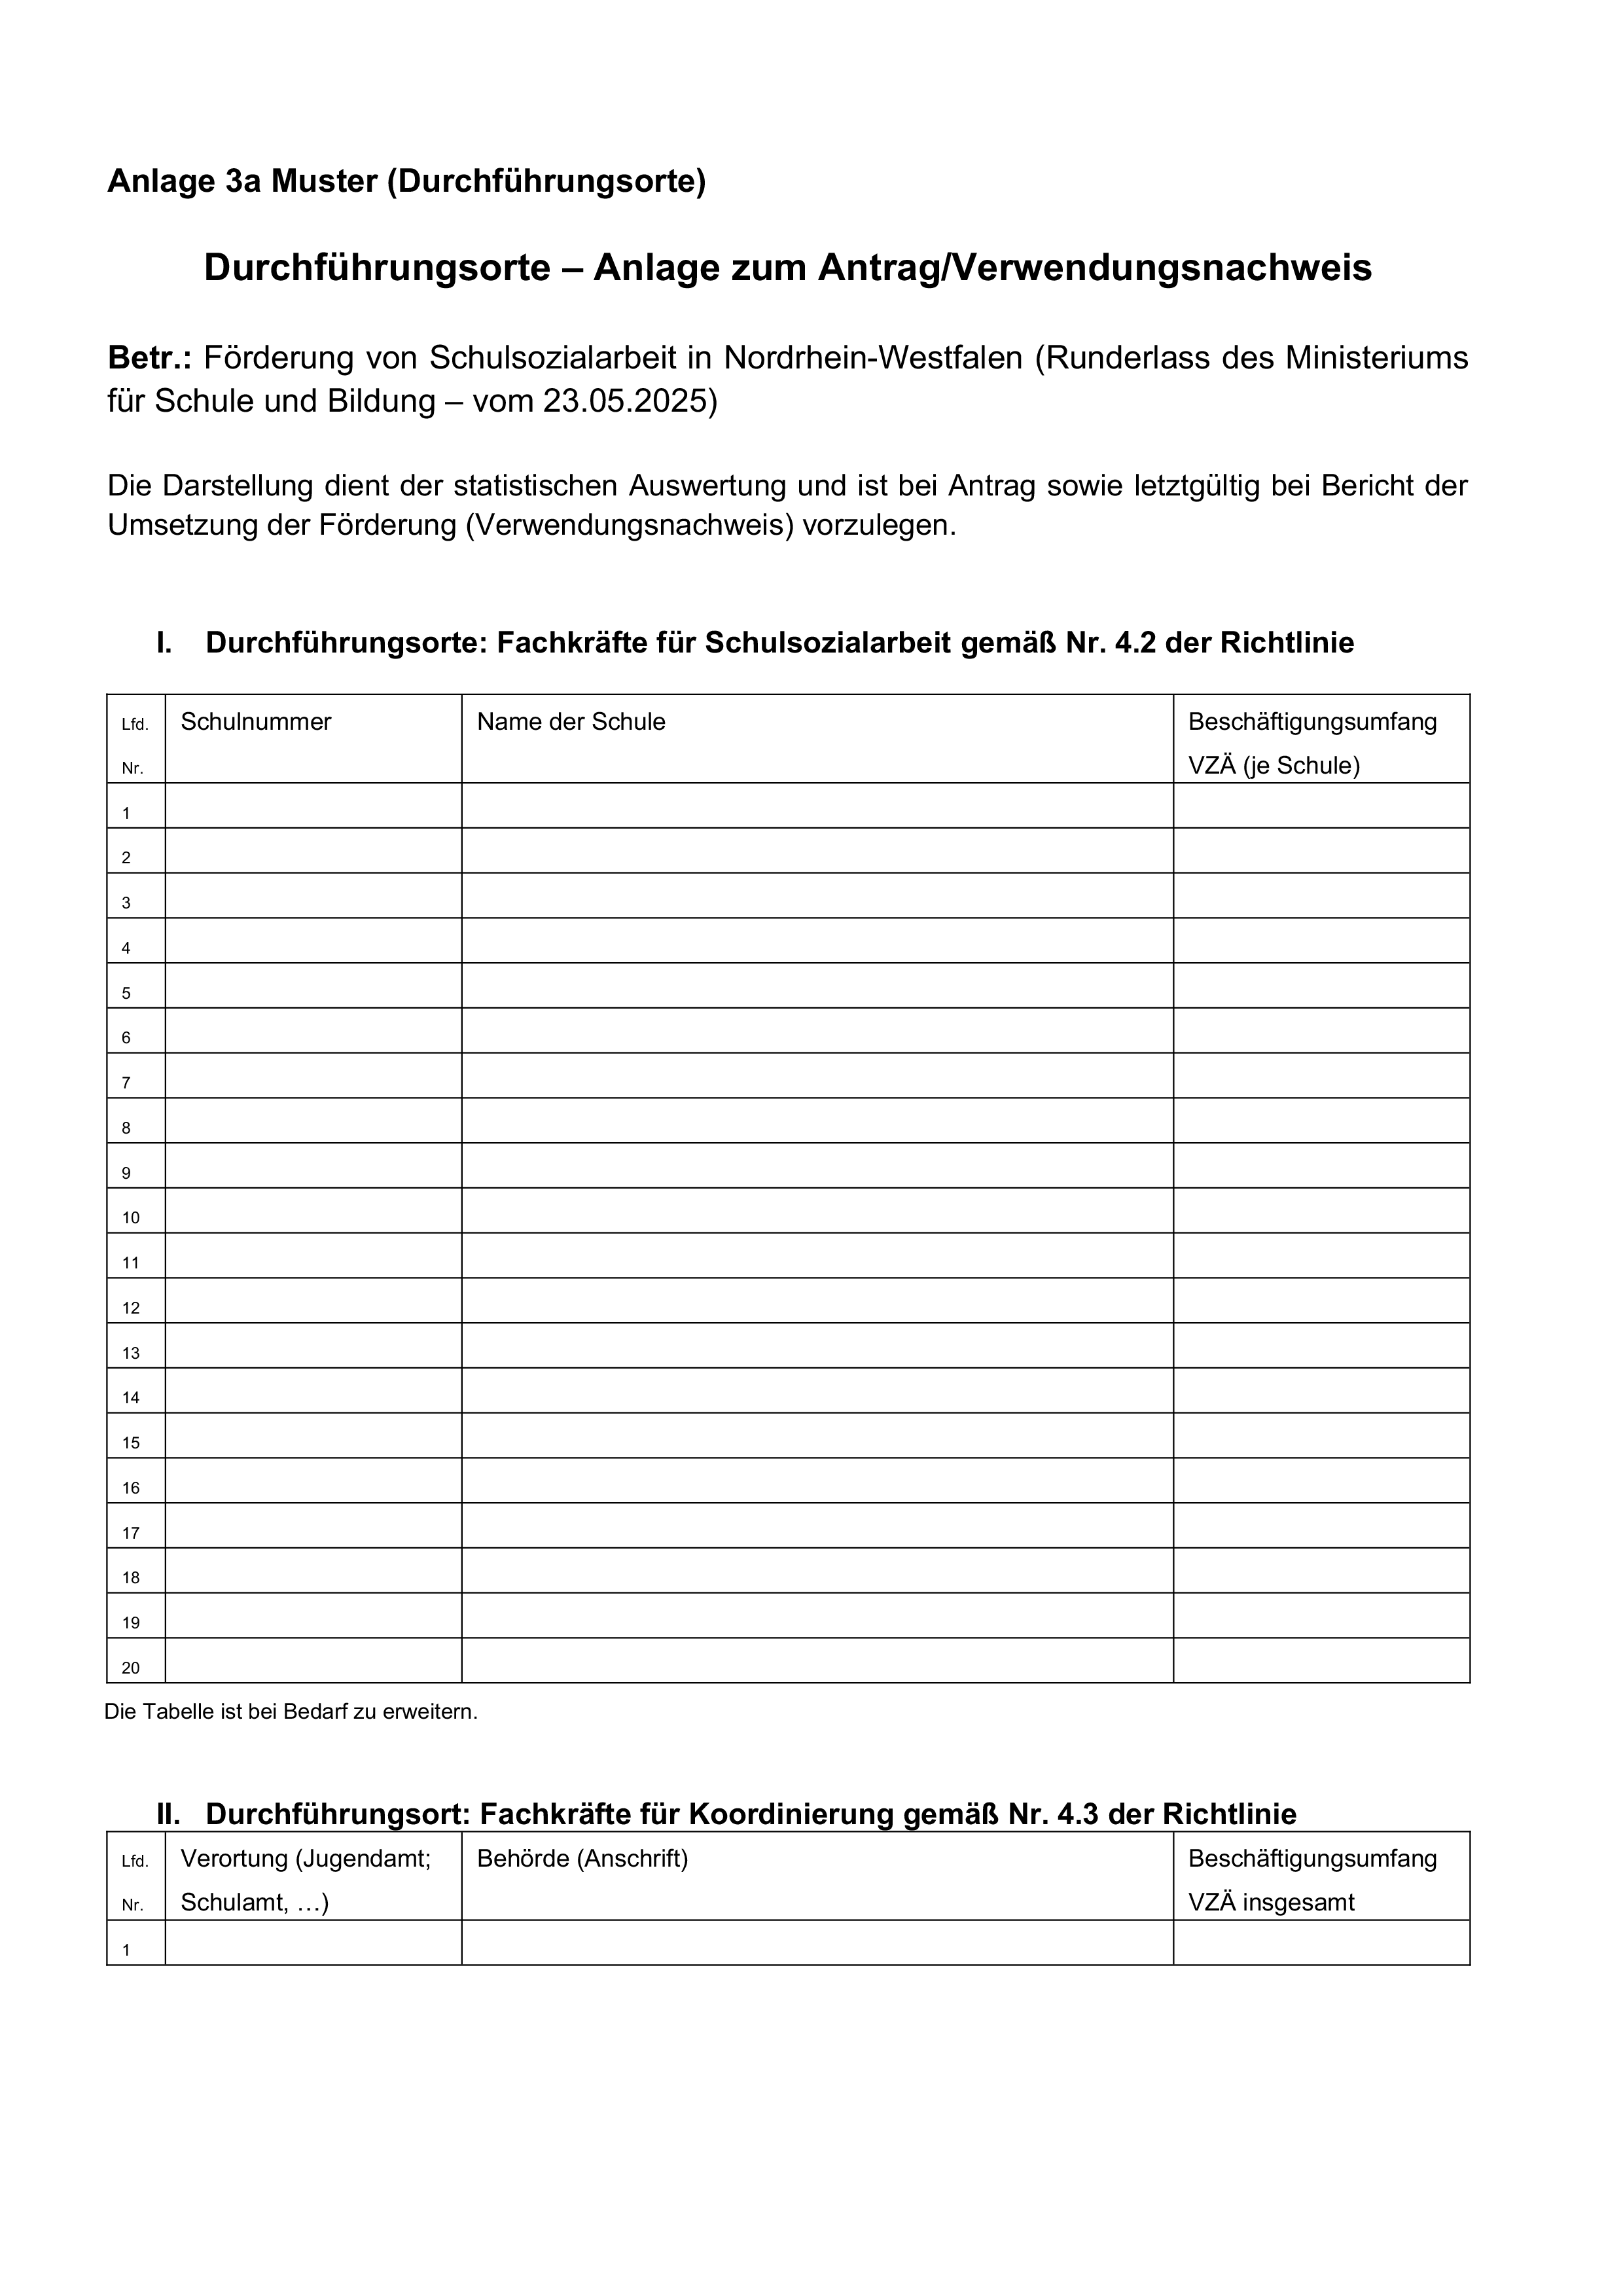 Anlage 3a Muster (Durchführungsorte)
Durchführungsorte – Anlage zum Antrag/Verwendungsnachweis
Betr.: Förderung von Schulsozialarbeit in Nordrhein-Westfalen (Runderlass des Ministeriums
für Schule und Bildung – vom 23.05.2025)
Die Darstellung dient der statistischen Auswertung und ist bei Antrag sowie letztgültig bei Bericht der
Umsetzung der Förderung (Verwendungsnachweis) vorzulegen.
I. Durchführungsorte: Fachkräfte für Schulsozialarbeit gemäß Nr. 4.2 der Richtlinie
Lfd. Schulnummer Name der Schule Beschäftigungsumfang
Nr. VZÄ (je Schule)
1
2
3
4
5
6
7
8
9
10
11
12
13
14
15
16
17
18
19
20
Die Tabelle ist bei Bedarf zu erweitern.
II. Durchführungsort: Fachkräfte für Koordinierung gemäß Nr. 4.3 der Richtlinie
Lfd. Verortung (Jugendamt; Behörde (Anschrift) Beschäftigungsumfang
Nr. Schulamt, …) VZÄ insgesamt
1